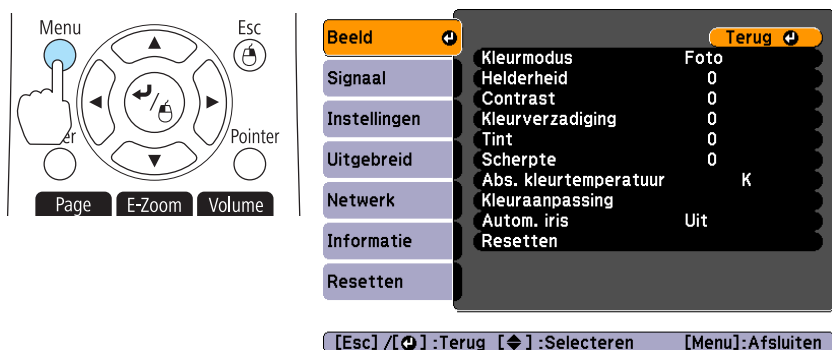 Menu
Esc
er
Pointer
Page
E-Zoom
Volume
Beeld
Signaal
Instellingen
Uitgebreid
Netwerk
Informatie
Resetten
Terug
Kleurmodus Foto
Helderheid 0
Contrast 0
Kleurverzadiging 0
Tint 0
Scherpte 0
Abs. kleurtemperatuur K
Kleuraanpassing
Autom. iris Uit
Resetten
[Esc] /[ ] :Terug [ ] :Selecteren [Menu]:Afsluiten